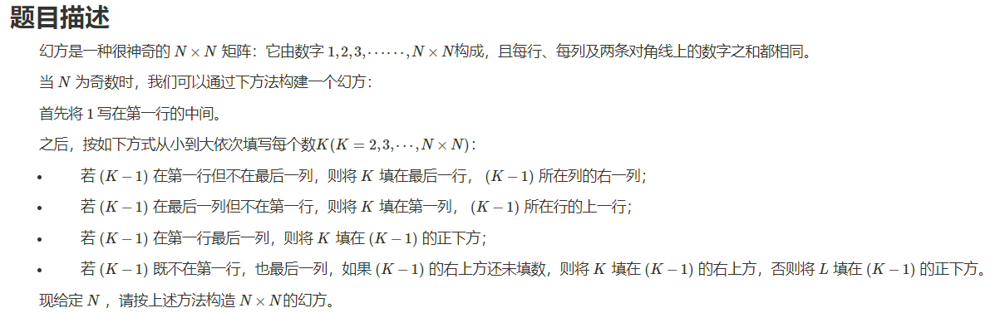 题目描述
幻方是一种很神奇的 N × N 矩阵：它由数字 1,2,3,⋯⋯,N × N构成，且每行、每列及两条对角线上的数字之和都相同。
当 N 为奇数时，我们可以通过下方法构建一个幻方：
首先将 1 写在第一行的中间。
之后，按如下方式从小到大依次填写每个数K(K = 2,3,⋯,N × N)：
• 若 (K − 1) 在第一行但不在最后一列，则将 K 填在最后一行， (K − 1) 所在列的右一列；
• 若 (K − 1) 在最后一列但不在第一行，则将 K 填在第一列， (K − 1) 所在行的上一行；
• 若 (K − 1) 在第一行最后一列，则将 K 填在 (K − 1) 的正下方；
• 若 (K − 1) 既不在第一行，也最后一列，如果 (K − 1) 的右上方还未填数，则将 K 填在 (K − 1) 的右上方，否则将 L 填在 (K − 1) 的正下方。
现给定 N ，请按上述方法构造 N × N的幻方。